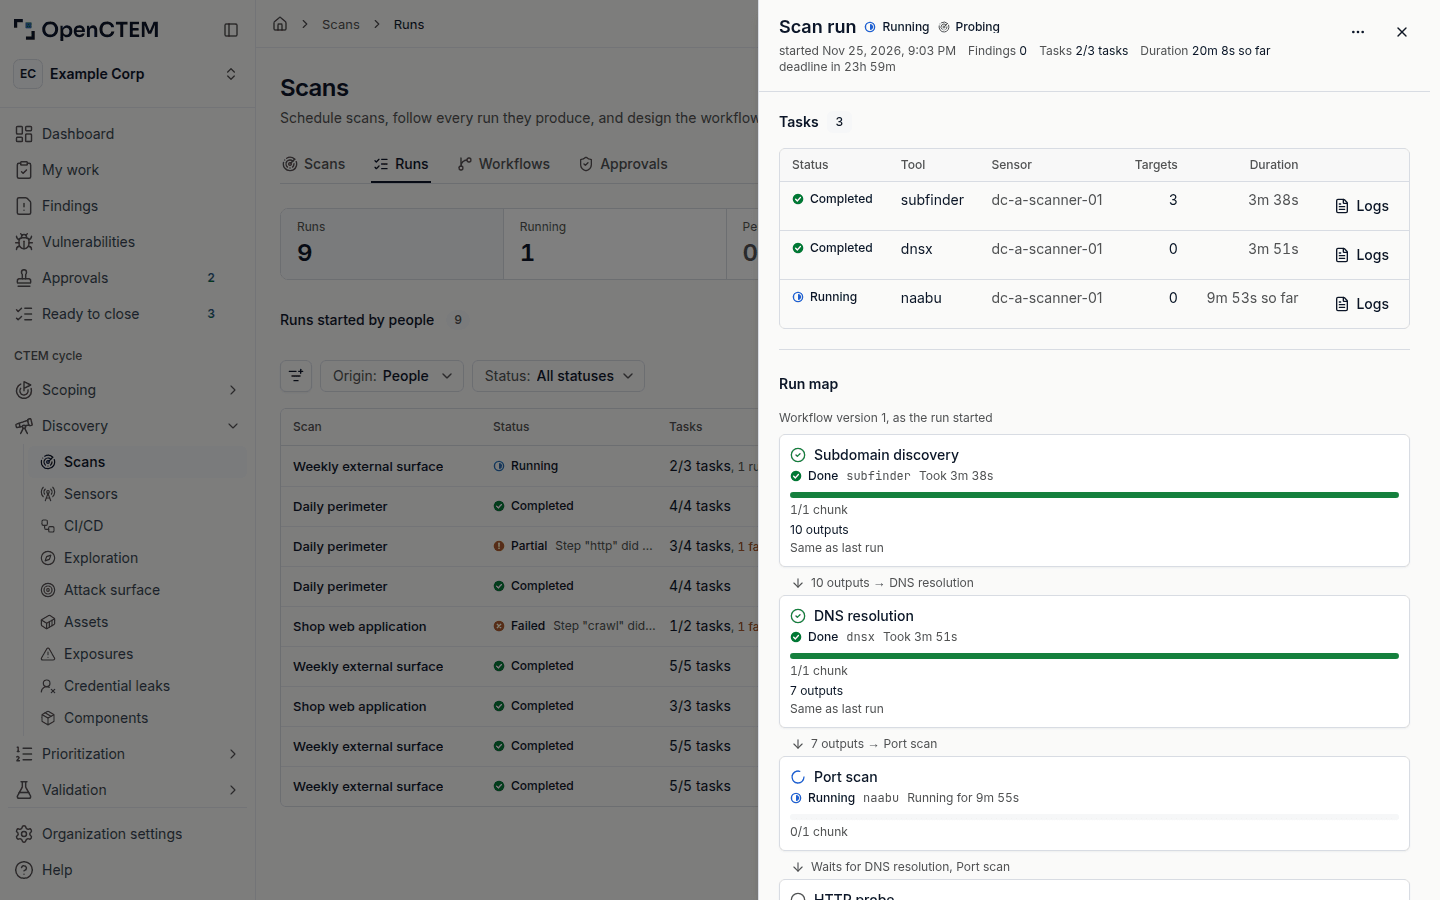 OpenCTEM
EC Example Corp
Dashboard
My work
Findings
Vulnerabilities
Approvals 2
Ready to close 3
CTEM cycle
Scoping
Discovery
Scans
Sensors
CI/CD
Exploration
Attack surface
Assets
Exposures
Credential leaks
Components
Prioritization
Validation
Organization settings
Help
Scans Runs
Scans
Schedule scans, follow every run they produce, and design the workflow
Scans Runs Workflows Approvals
Runs Running Pe
9 1 0
Runs started by people 9
Origin: People Status: All statuses
Scan Status Tasks
Weekly external surface Running 2/3 tasks, 1 ru
Daily perimeter Completed 4/4 tasks
Daily perimeter Partial Step "http" did ... 3/4 tasks, 1 fa
Daily perimeter Completed 4/4 tasks
Shop web application Failed Step "crawl" did... 1/2 tasks, 1 fa
Weekly external surface Completed 5/5 tasks
Shop web application Completed 3/3 tasks
Weekly external surface Completed 5/5 tasks
Weekly external surface Completed 5/5 tasks
Scan run Running Probing
started Nov 25, 2026, 9:03 PM Findings 0 Tasks 2/3 tasks Duration 20m 8s so far
deadline in 23h 59m
Tasks 3
Status Tool Sensor Targets Duration
Completed subfinder dc-a-scanner-01 3 3m 38s Logs
Completed dnsx dc-a-scanner-01 0 3m 51s Logs
Running naabu dc-a-scanner-01 0 9m 53s so far Logs
Run map
Workflow version 1, as the run started
Subdomain discovery
Done subfinder Took 3m 38s
1/1 chunk
10 outputs
Same as last run
10 outputs → DNS resolution
DNS resolution
Done dnsx Took 3m 51s
1/1 chunk
7 outputs
Same as last run
7 outputs → Port scan
Port scan
Running naabu Running for 9m 55s
0/1 chunk
Waits for DNS resolution, Port scan
HTTP probe